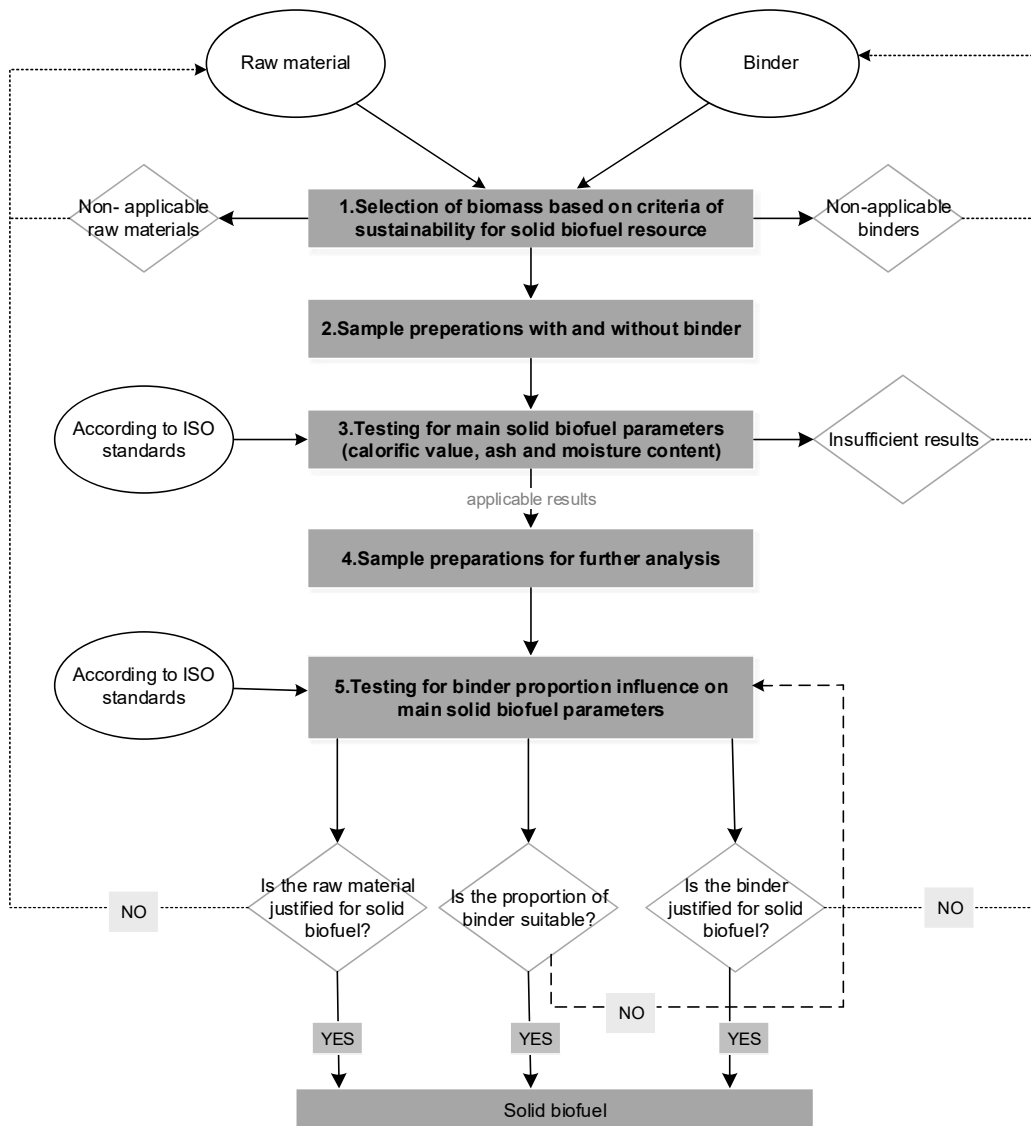 Raw material
Binder
Non- applicable
raw materials
1.Selection of biomass based on criteria of
sustainability for solid biofuel resource
Non-applicable
binders
2.Sample preperations with and without binder
According to ISO
standards
3.Testing for main solid biofuel parameters
(calorific value, ash and moisture content)
Insufficient results
applicable results
4.Sample preparations for further analysis
According to ISO
standards
5.Testing for binder proportion influence on
main solid biofuel parameters
NO
Is the raw material
justified for solid
biofuel?
Is the proportion of
binder suitable?
Is the binder
justified for solid
biofuel?
NO
NO
YES
YES
YES
Solid biofuel